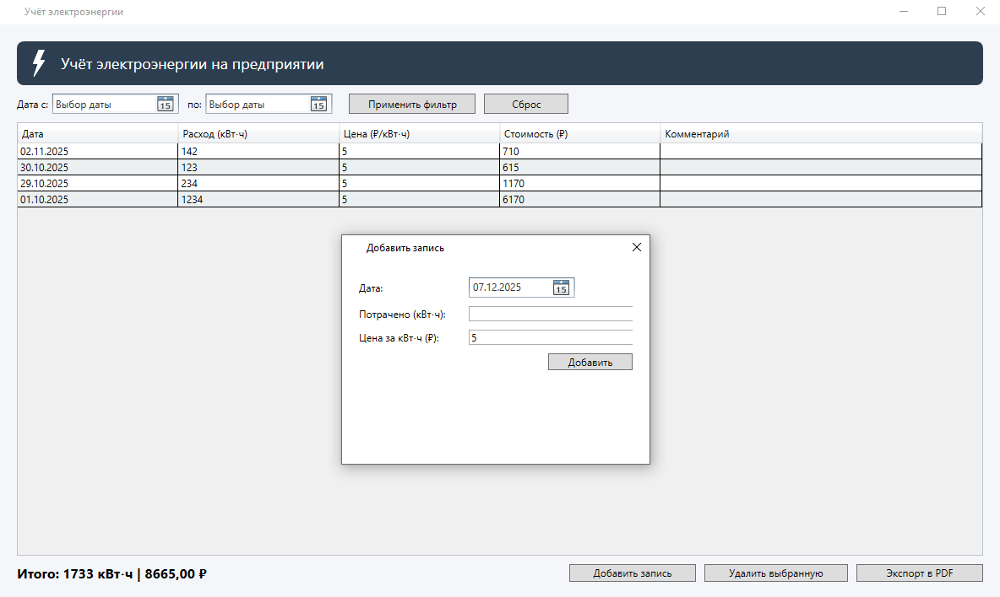 Учёт электроэнергии
Учёт электроэнергии на предприятии
Дата с: Выбор даты 15 по: Выбор даты 15 Применить фильтр Сброс
Дата Расход (кВт·ч) Цена (₽/кВт·ч) Стоимость (₽) Комментарий
02.11.2025 142 5 710
30.10.2025 123 5 615
29.10.2025 234 5 1170
01.10.2025 1234 5 6170
Добавить запись
Дата: 07.12.2025 15
Потрачено (кВт·ч):
Цена за кВт·ч (₽): 5
Добавить
Итого: 1733 кВт·ч | 8665,00 ₽ Добавить запись Удалить выбранную Экспорт в PDF